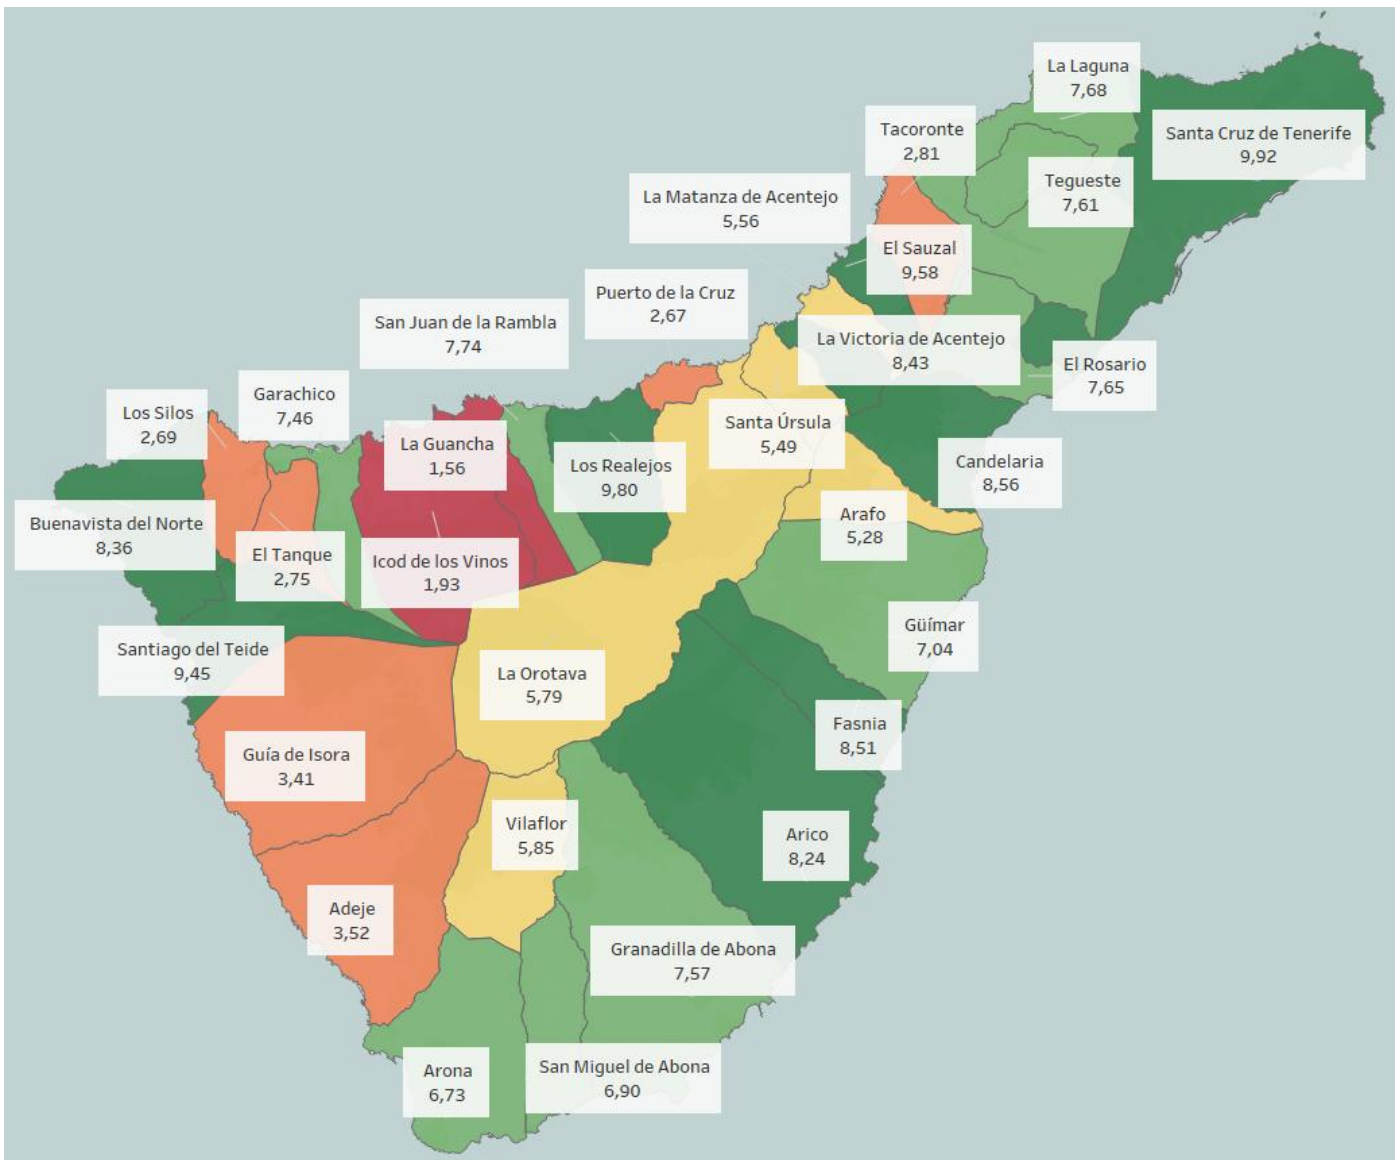 La Laguna
7,68
Tacoronte
2,81
Santa Cruz de Tenerife
9,92
Tegueste
7,61
La Matanza de Acentejo
5,56
El Sauzal
9,58
Puerto de la Cruz
2,67
San Juan de la Rambla
7,74
La Victoria de Acentejo
8,43
El Rosario
7,65
Garachico
7,46
Los Silos
2,69
Santa Úrsula
5,49
La Guancha
1,56
Los Realejos
9,80
Candelaria
8,56
Buenavista del Norte
8,36
Arafo
5,28
El Tanque
2,75
Icod de los Vinos
1,93
Güímar
7,04
Santiago del Teide
9,45
La Orotava
5,79
Fasnia
8,51
Guía de Isora
3,41
Vilaflor
5,85
Arico
8,24
Adeje
3,52
Granadilla de Abona
7,57
San Miguel de Abona
6,90
Arona
6,73